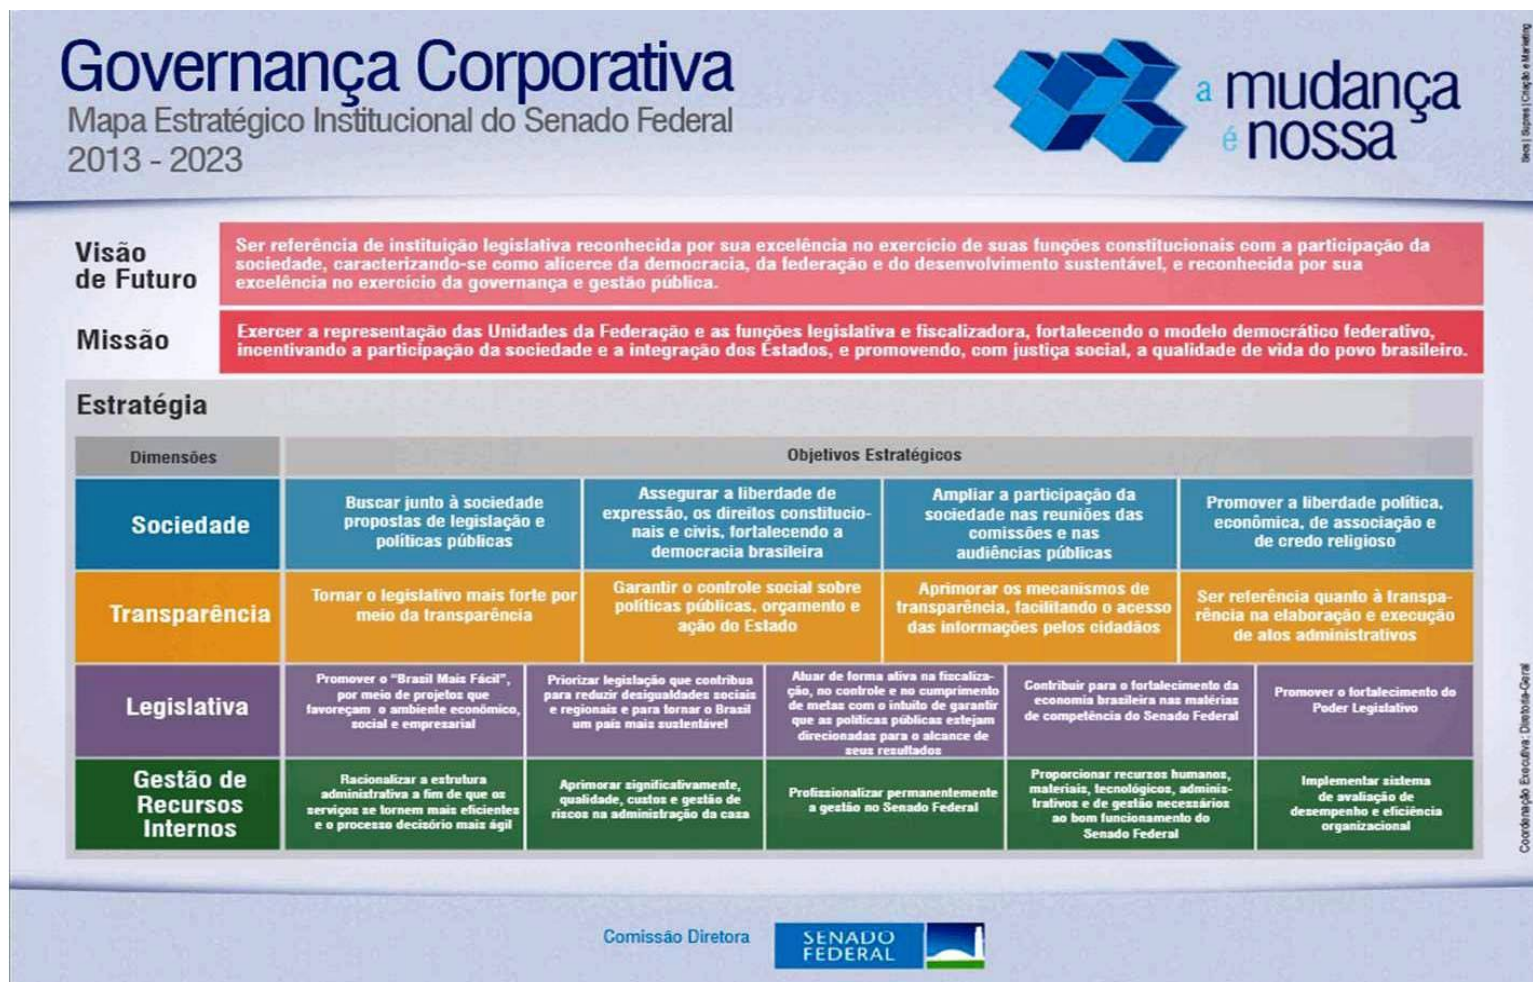 Governança Corporativa
Mapa Estratégico Institucional do Senado Federal
2013 - 2023
a mudança
é nossa
Secs | Supres | Criação e Marketing
Visão
de Futuro
Ser referência de instituição legislativa reconhecida por sua excelência no exercício de suas funções constitucionais com a participação da
sociedade, caracterizando-se como alicerce da democracia, da federação e do desenvolvimento sustentável, e reconhecida por sua
excelência no exercício da governança e gestão pública.
Missão
Exercer a representação das Unidades da Federação e as funções legislativa e fiscalizadora, fortalecendo o modelo democrático federativo,
incentivando a participação da sociedade e a integração dos Estados, e promovendo, com justiça social, a qualidade de vida do povo brasileiro.
Estratégia
Dimensões
Objetivos Estratégicos
Sociedade
Buscar junto à sociedade
propostas de legislação e
políticas públicas
Assegurar a liberdade de
expressão, os direitos constitucio-
nais e civis, fortalecendo a
democracia brasileira
Ampliar a participação da
sociedade nas reuniões das
comissões e nas
audiências públicas
Promover a liberdade política,
econômica, de associação e
de credo religioso
Transparência
Tornar o legislativo mais forte por
meio da transparência
Garantir o controle social sobre
políticas públicas, orçamento e
ação do Estado
Aprimorar os mecanismos de
transparência, facilitando o acesso
das informações pelos cidadãos
Ser referência quanto à transpa-
rência na elaboração e execução
de atos administrativos
Legislativa
Promover o "Brasil Mais Fácil",
por meio de projetos que
favoreçam o ambiente econômico,
social e empresarial
Priorizar legislação que contribua
para reduzir desigualdades sociais
e regionais e para tornar o Brasil
um país mais sustentável
Atuar de forma ativa na fiscaliza-
ção, no controle e no cumprimento
de metas com o intuito de garantir
que as políticas públicas estejam
direcionadas para o alcance de
seus resultados
Contribuir para o fortalecimento da
economia brasileira nas matérias
de competência do Senado Federal
Promover o fortalecimento do
Poder Legislativo
Gestão de
Recursos
Internos
Racionalizar a estrutura
administrativa a fim de que os
serviços se tornem mais eficientes
e o processo decisório mais ágil
Aprimorar significativamente,
qualidade, custos e gestão de
riscos na administração da casa
Profissionalizar permanentemente
a gestão no Senado Federal
Proporcionar recursos humanos,
materiais, tecnológicos, adminis-
trativos e de gestão necessários
ao bom funcionamento do
Senado Federal
Implementar sistema
de avaliação de
desempenho e eficiência
organizacional
Coordenação Executiva: Diretoria-Geral
Comissão Diretora
SENADO
FEDERAL